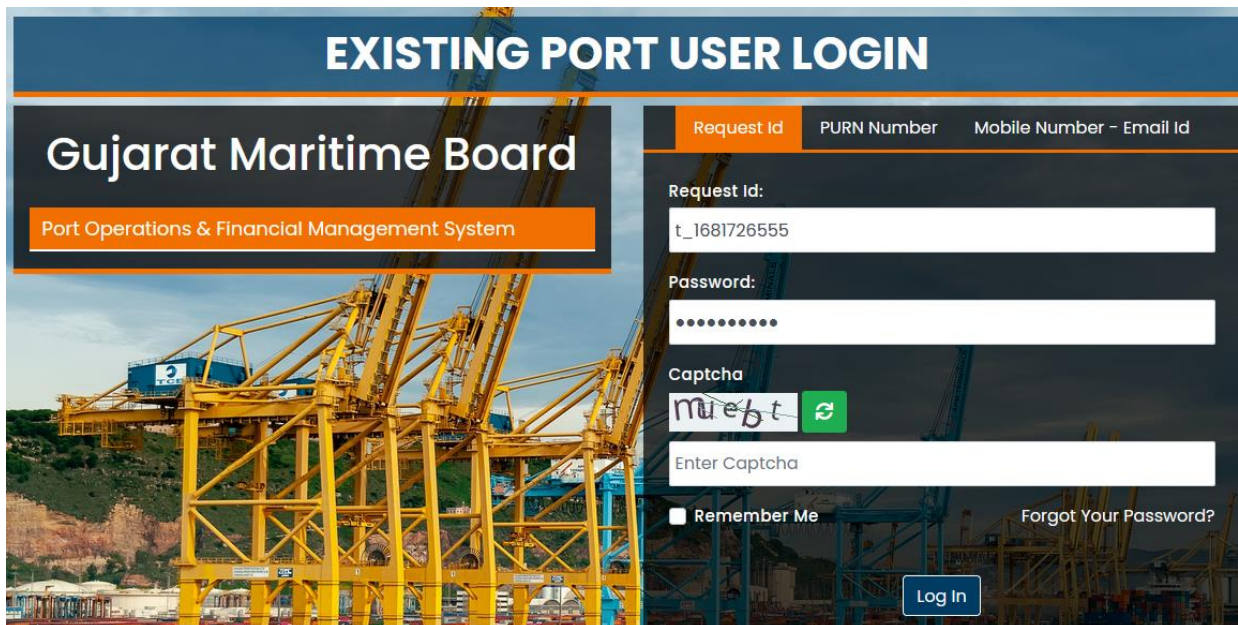 EXISTING PORT USER LOGIN
Gujarat Maritime Board
Port Operations & Financial Management System
Request Id PURN Number Mobile Number - Email Id
Request Id:
t_1681726555
Password:
••••••••••
Captcha
Enter Captcha
Remember Me Forgot Your Password?
Log In
TCB